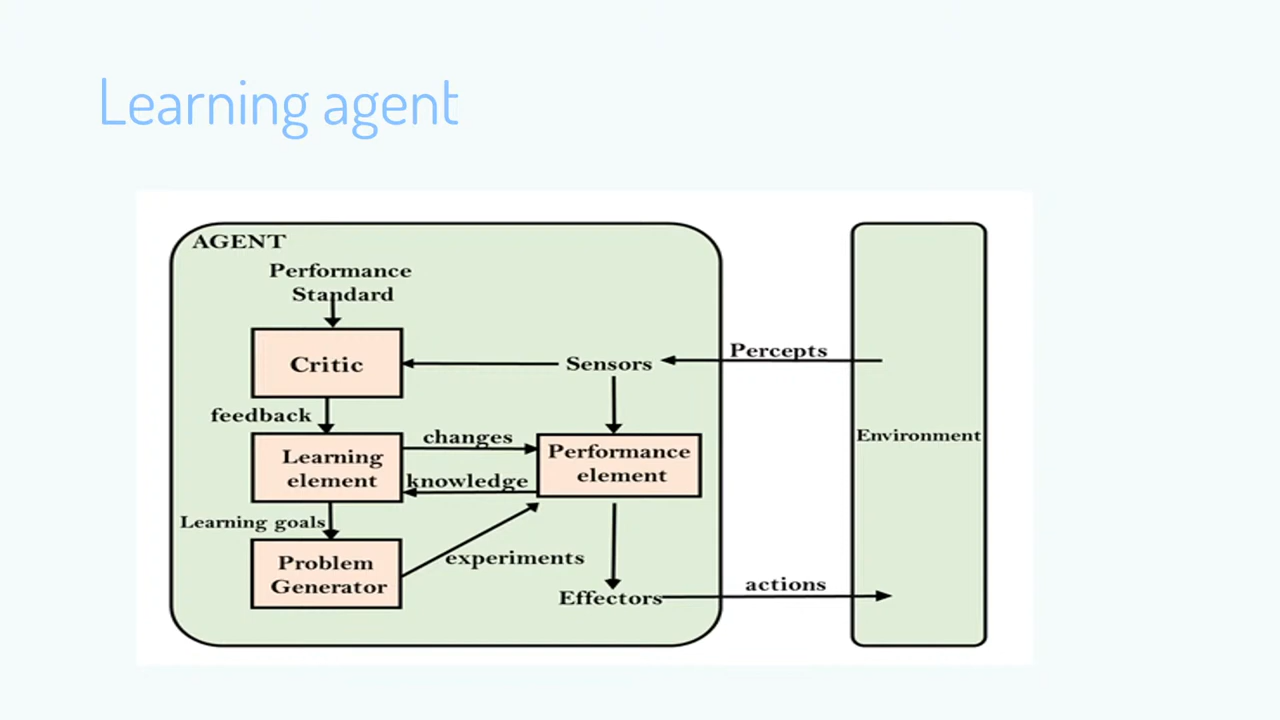 Learning agent
AGENT
Performance
Standard
Critic
Sensors
Percepts
feedback
changes
Learning
element
Performance
element
Environment
knowledge
Learning goals
experiments
Problem
Generator
Effectors
actions